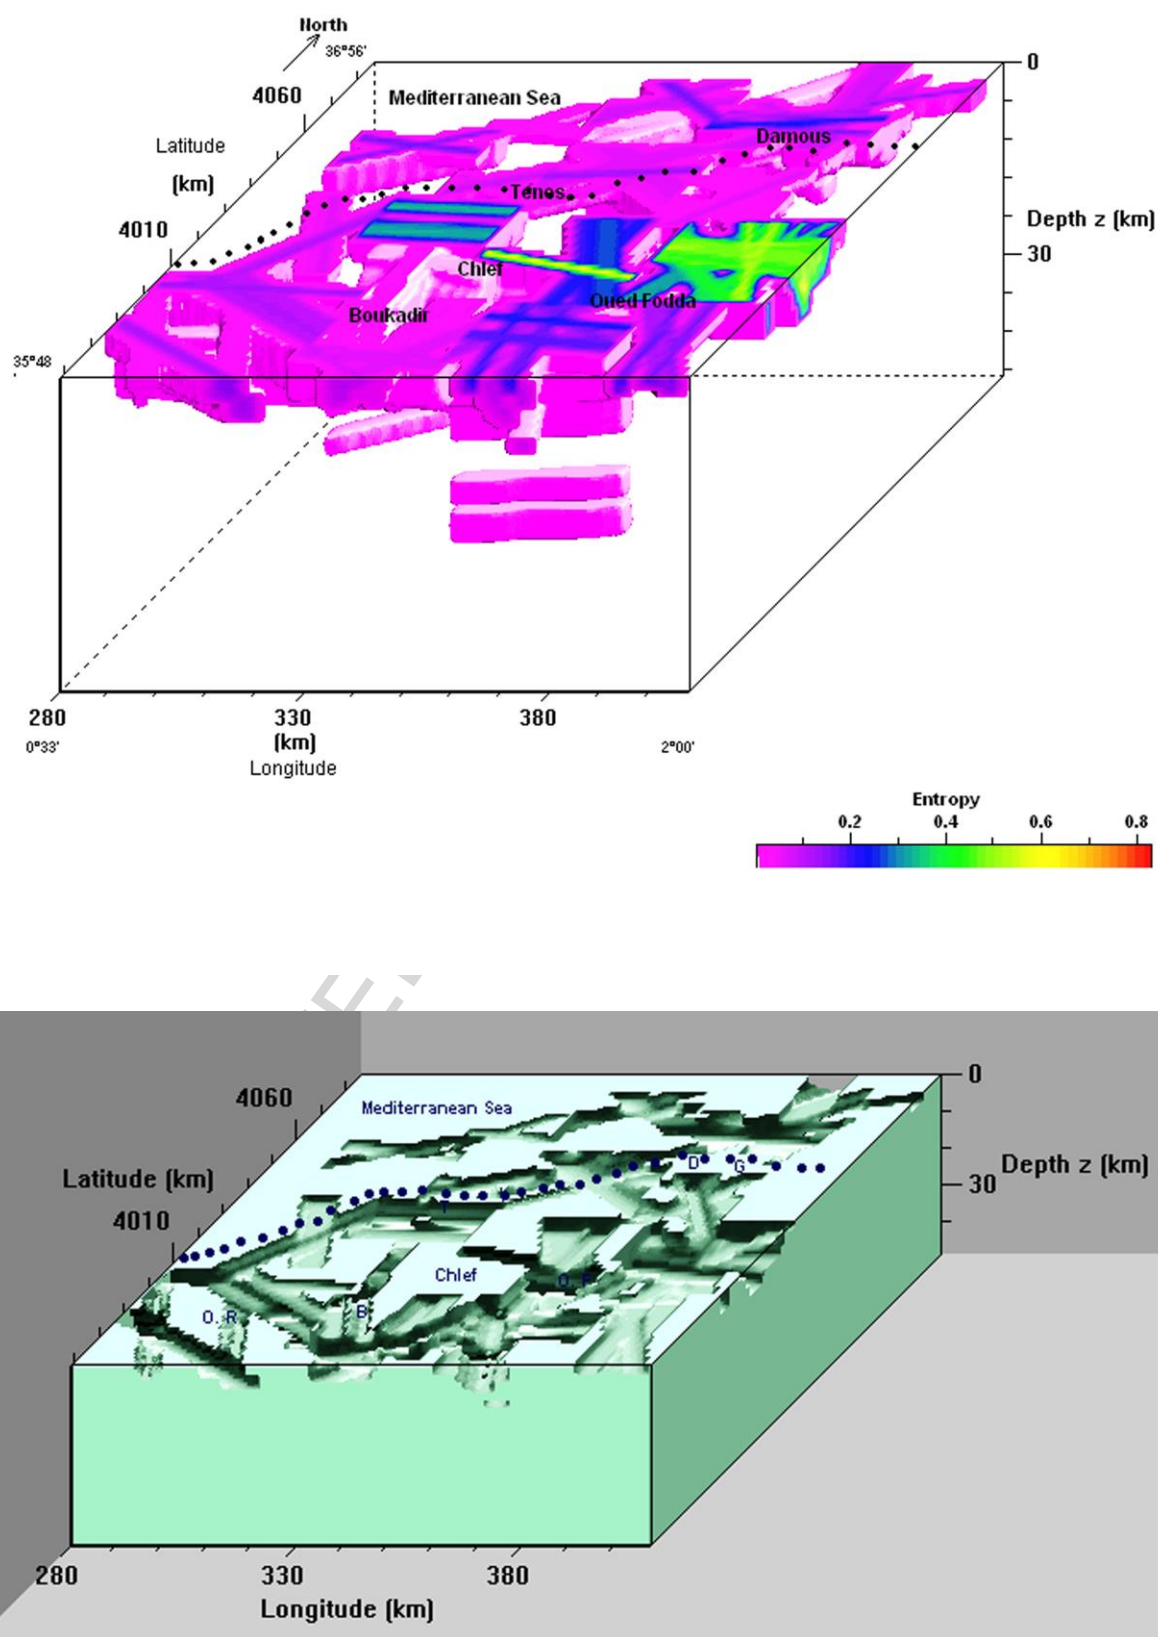 North
36°56'
0
4060
Mediterranean Sea
Damous
Latitude
(km)
Tenes
4010
Depth z (km)
30
Chlef
Oued Fodda
Boukadir
35°48
280
330
380
(km)
0°33'
2°00'
Longitude
Entropy
0.2
0.4
0.6
0.8
0
4060
Mediterranean Sea
D
G
Depth z (km)
Latitude (km)
30
T
4010
Chlef
O. F
O. R
B
280
330
380
Longitude (km)